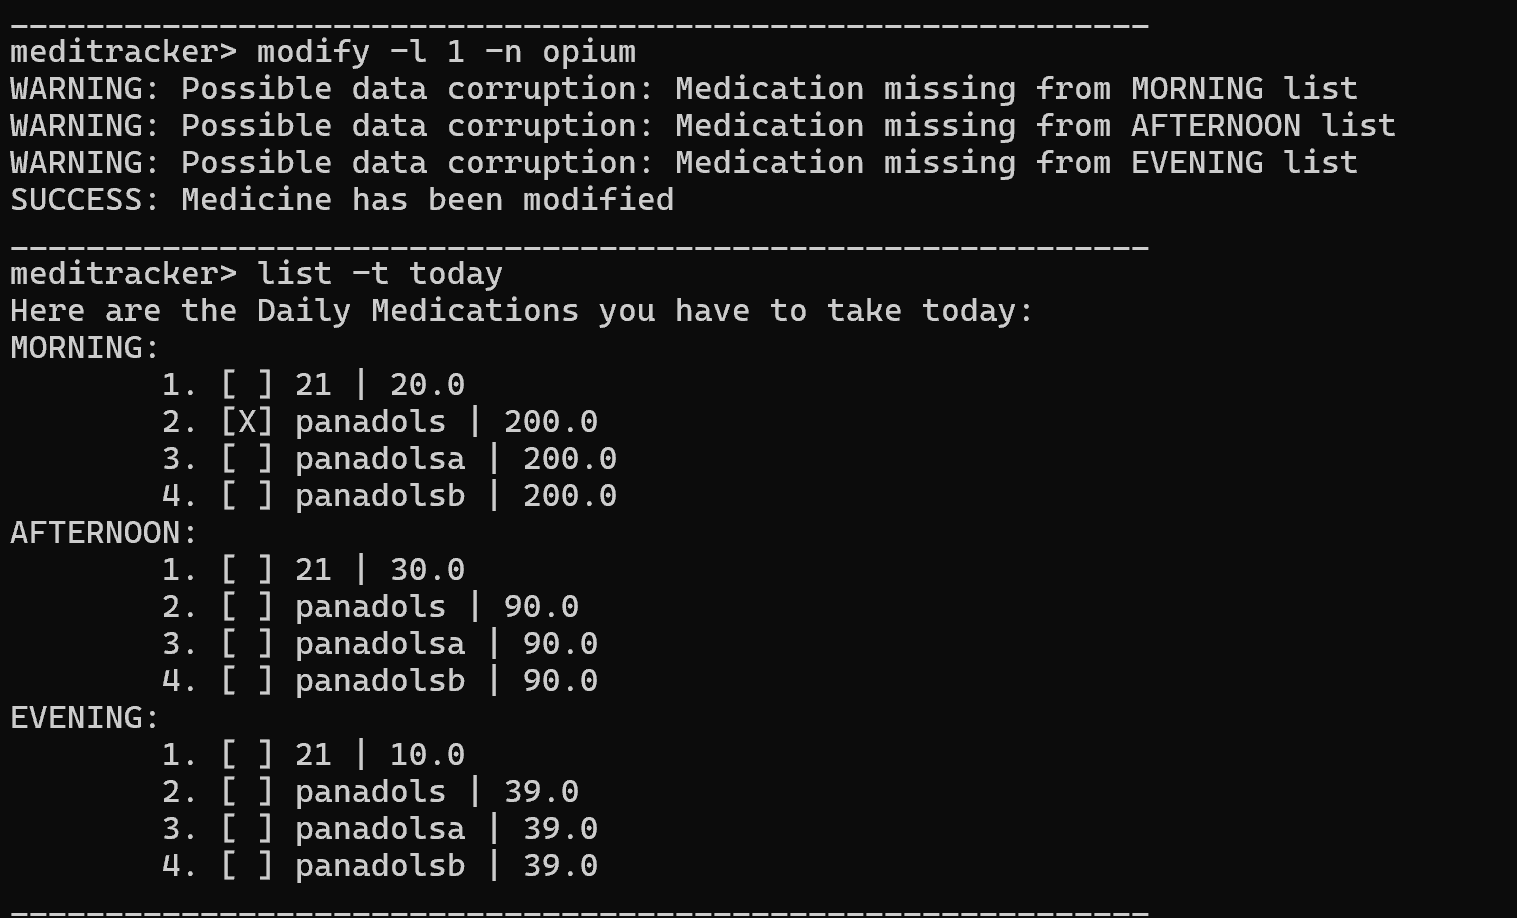 ____________________________________________________________
meditracker> modify -l 1 -n opium
WARNING: Possible data corruption: Medication missing from MORNING list
WARNING: Possible data corruption: Medication missing from AFTERNOON list
WARNING: Possible data corruption: Medication missing from EVENING list
SUCCESS: Medicine has been modified
____________________________________________________________
meditracker> list -t today
Here are the Daily Medications you have to take today:
MORNING:
1. [ ] 21 | 20.0
2. [X] panadols | 200.0
3. [ ] panadolsa | 200.0
4. [ ] panadolsb | 200.0
AFTERNOON:
1. [ ] 21 | 30.0
2. [ ] panadols | 90.0
3. [ ] panadolsa | 90.0
4. [ ] panadolsb | 90.0
EVENING:
1. [ ] 21 | 10.0
2. [ ] panadols | 39.0
3. [ ] panadolsa | 39.0
4. [ ] panadolsb | 39.0
____________________________________________________________